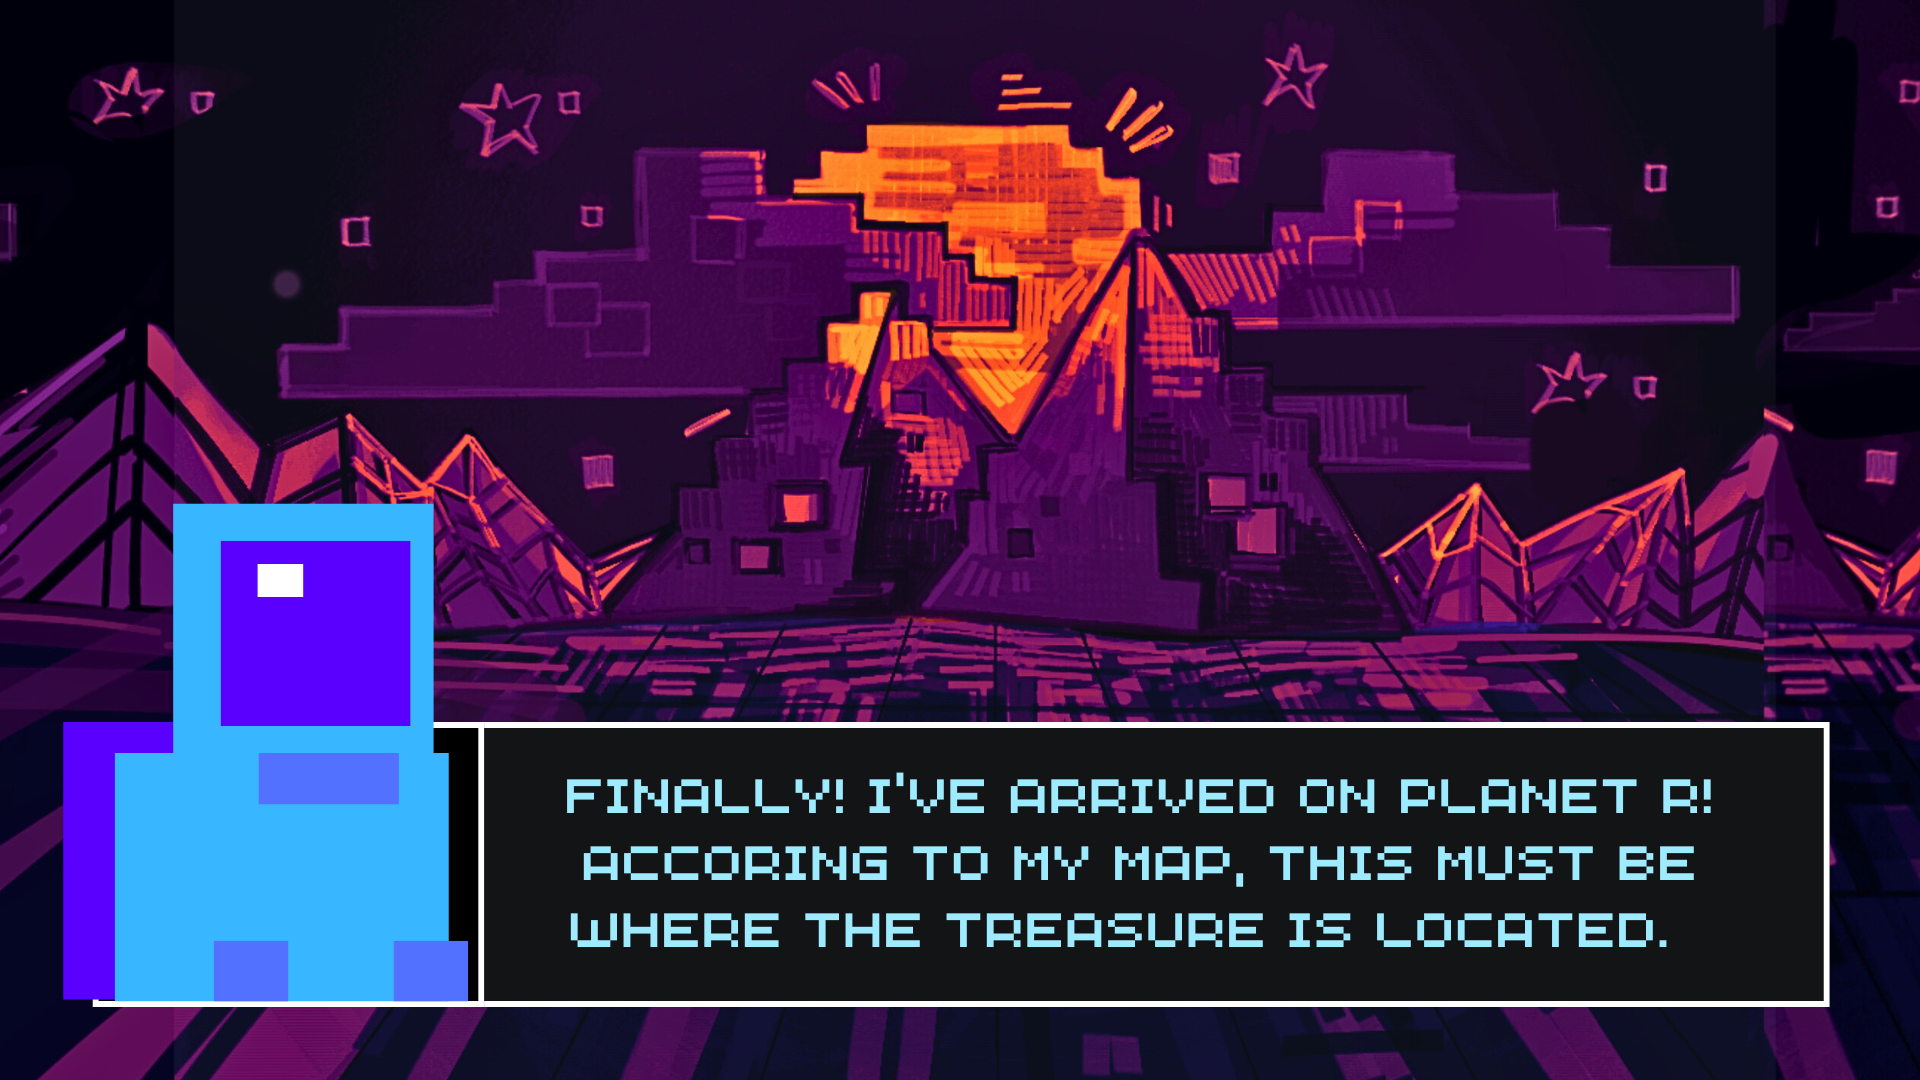 FINALLY! I'VE ARRIVED ON PLANET R!
ACCORING TO MY MAP, THIS MUST BE
WHERE THE TREASURE IS LOCATED.